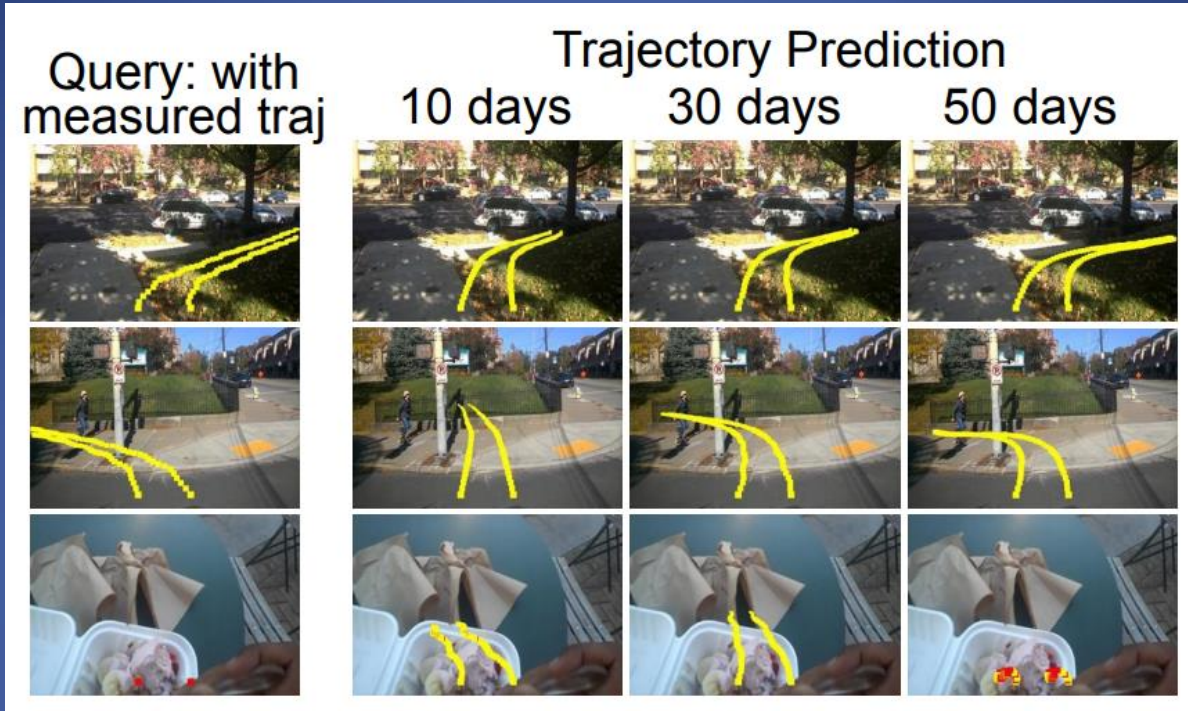 Query: with
measured traj
Trajectory Prediction
10 days
30 days
50 days